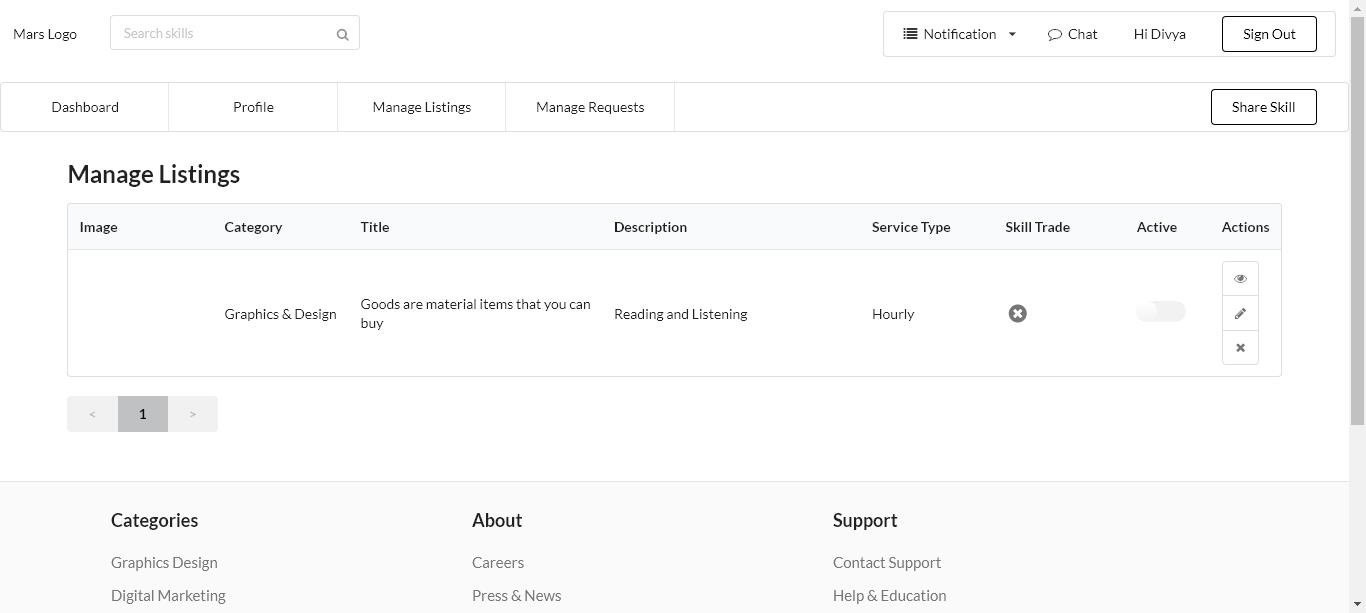 Mars Logo
Search skills
Notification
Chat
Hi Divya
Sign Out
Dashboard
Profile
Manage Listings
Manage Requests
Share Skill
Manage Listings
Image Category Title Description Service Type Skill Trade Active Actions
Graphics & Design
Goods are material items that you can
buy
Reading and Listening
Hourly
< 1 >
Categories
Graphics Design
Digital Marketing
About
Careers
Press & News
Support
Contact Support
Help & Education